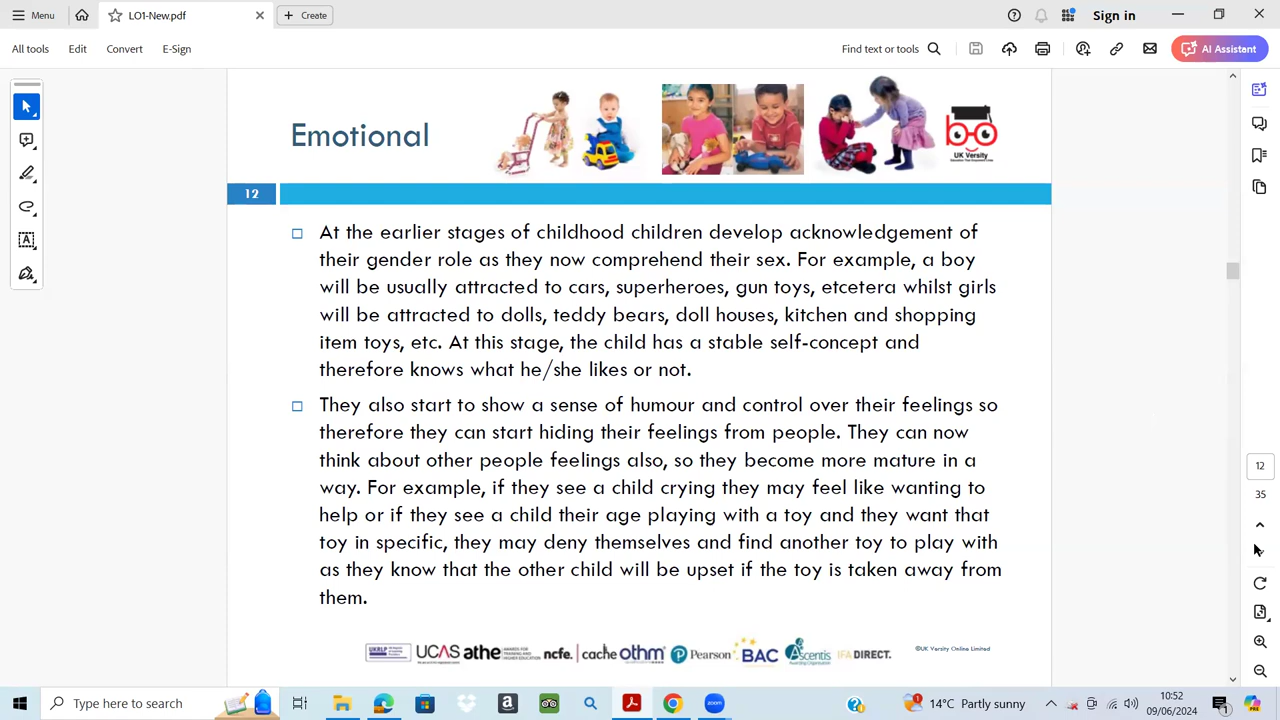 Menu
LO1-New.pdf
Create
Sign in
All tools
Edit
Convert
E-Sign
Find text or tools
AI Assistant
Emotional
UK Versity
12
At the earlier stages of childhood children develop acknowledgement of
their gender role as they now comprehend their sex. For example, a boy
will be usually attracted to cars, superheroes, gun toys, etcetera whilst girls
will be attracted to dolls, teddy bears, doll houses, kitchen and shopping
item toys, etc. At this stage, the child has a stable self-concept and
therefore knows what he/she likes or not.
They also start to show a sense of humour and control over their feelings so
therefore they can start hiding their feelings from people. They can now
think about other people feelings also, so they become more mature in a
way. For example, if they see a child crying they may feel like wanting to
help or if they see a child their age playing with a toy and they want that
toy in specific, they may deny themselves and find another toy to play with
as they know that the other child will be upset if the toy is taken away from
them.
12
35
UKRLP
UCAS
athe
ncfe.
cache
othm
Pearson
BAC
Ascentis
IFA DIRECT.
©UK Versity Online Limited
Type here to search
zoom
14°C Partly sunny
10:52
09/06/2024